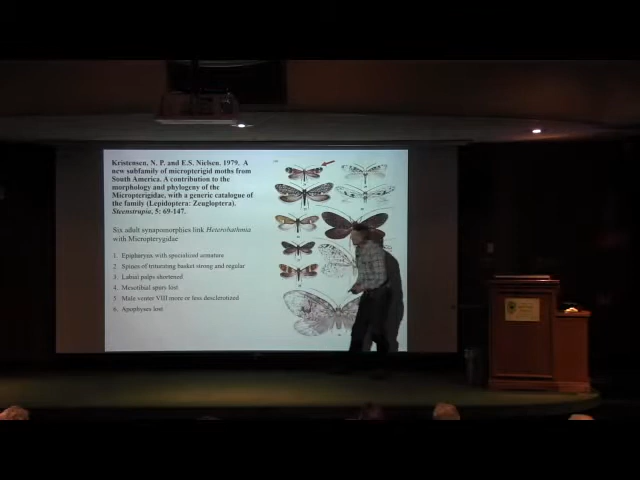 Kristensen, N. P. and E.S. Nielsen. 1979. A
new subfamily of micropterigid moths from
South America. A contribution to the
morphology and phylogeny of the
Micropterigidae, with a generic catalogue of
the family (Lepidoptera: Zeugloptera).
Steenstrupia, 5: 69-147.
Six adult synapomorphies link Heterobathmia
with Micropterygidae
1. Epipharynx with specialized armature
2. Spines of triturating basket strong and regular
3. Labial palps shortened
4. Mesotibial spurs lost
5. Male venter VIII more or less desclerotized
6. Apophyses lost